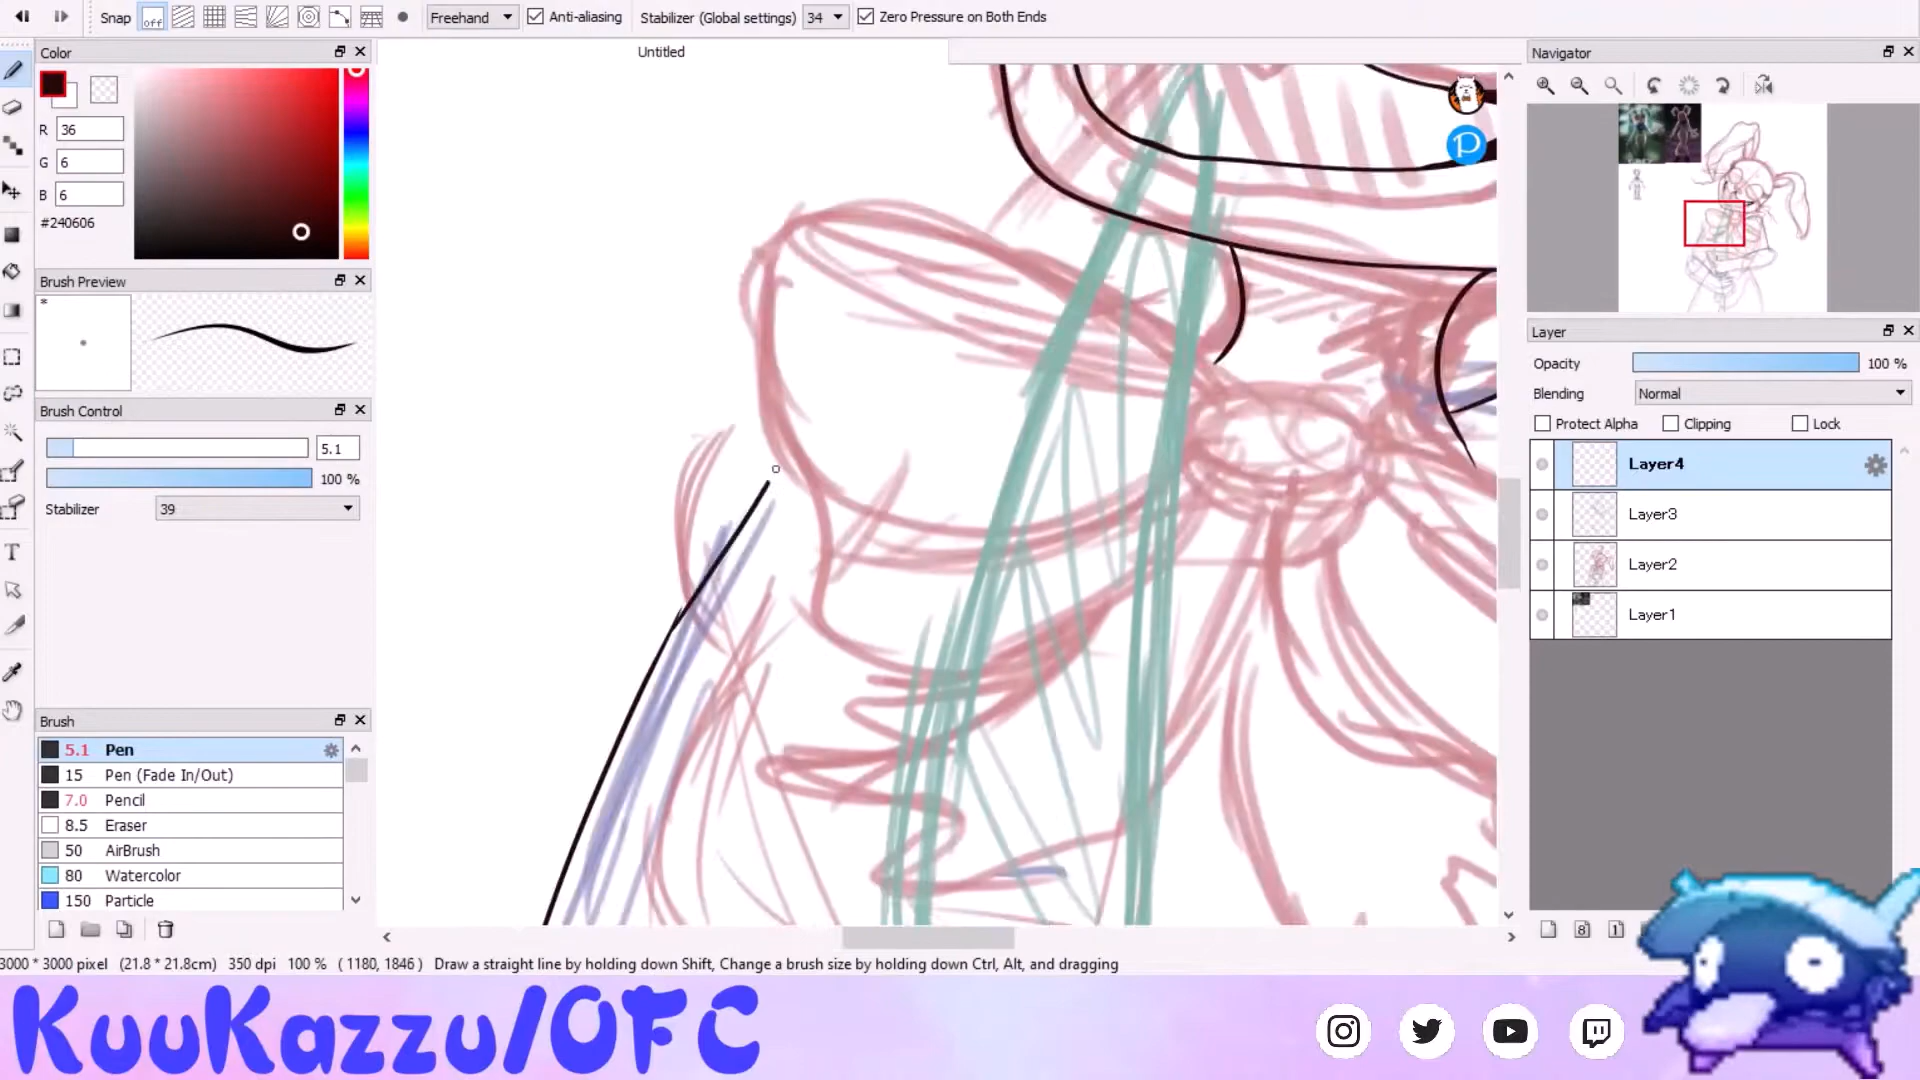 Snap
off
Freehand
Anti-aliasing
Stabilizer (Global settings)
34
Zero Pressure on Both Ends
Color
R 36
G 6
B 6
#240606
Brush Preview
*
Brush Control
5.1
100 %
Stabilizer
39
Brush
5.1 Pen
15 Pen (Fade In/Out)
7.0 Pencil
8.5 Eraser
50 AirBrush
80 Watercolor
150 Particle
Untitled
Navigator
Layer
Opacity
100 %
Blending
Normal
Protect Alpha
Clipping
Lock
Layer4
Layer3
Layer2
Layer1
8
1
T
P
3000 * 3000 pixel (21.8 * 21.8cm) 350 dpi 100 % ( 1180, 1846 ) Draw a straight line by holding down Shift, Change a brush size by holding down Ctrl, Alt, and dragging
KuuKazzu/OFC